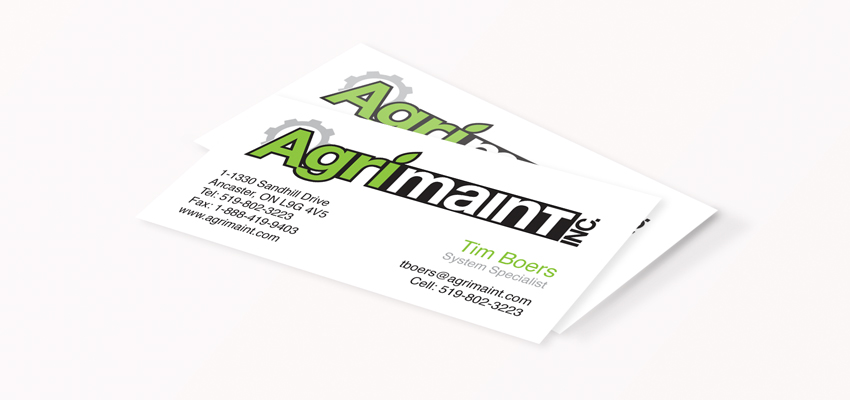 Agrimaint INC.
1-1330 Sandhill Drive
Ancaster, ON L9G 4V5
Tel: 519-802-3223
Fax: 1-888-419-9403
www.agrimaint.com
Tim Boers
System Specialist
tboers@agrimaint.com
Cell: 519-802-3223
Agrim